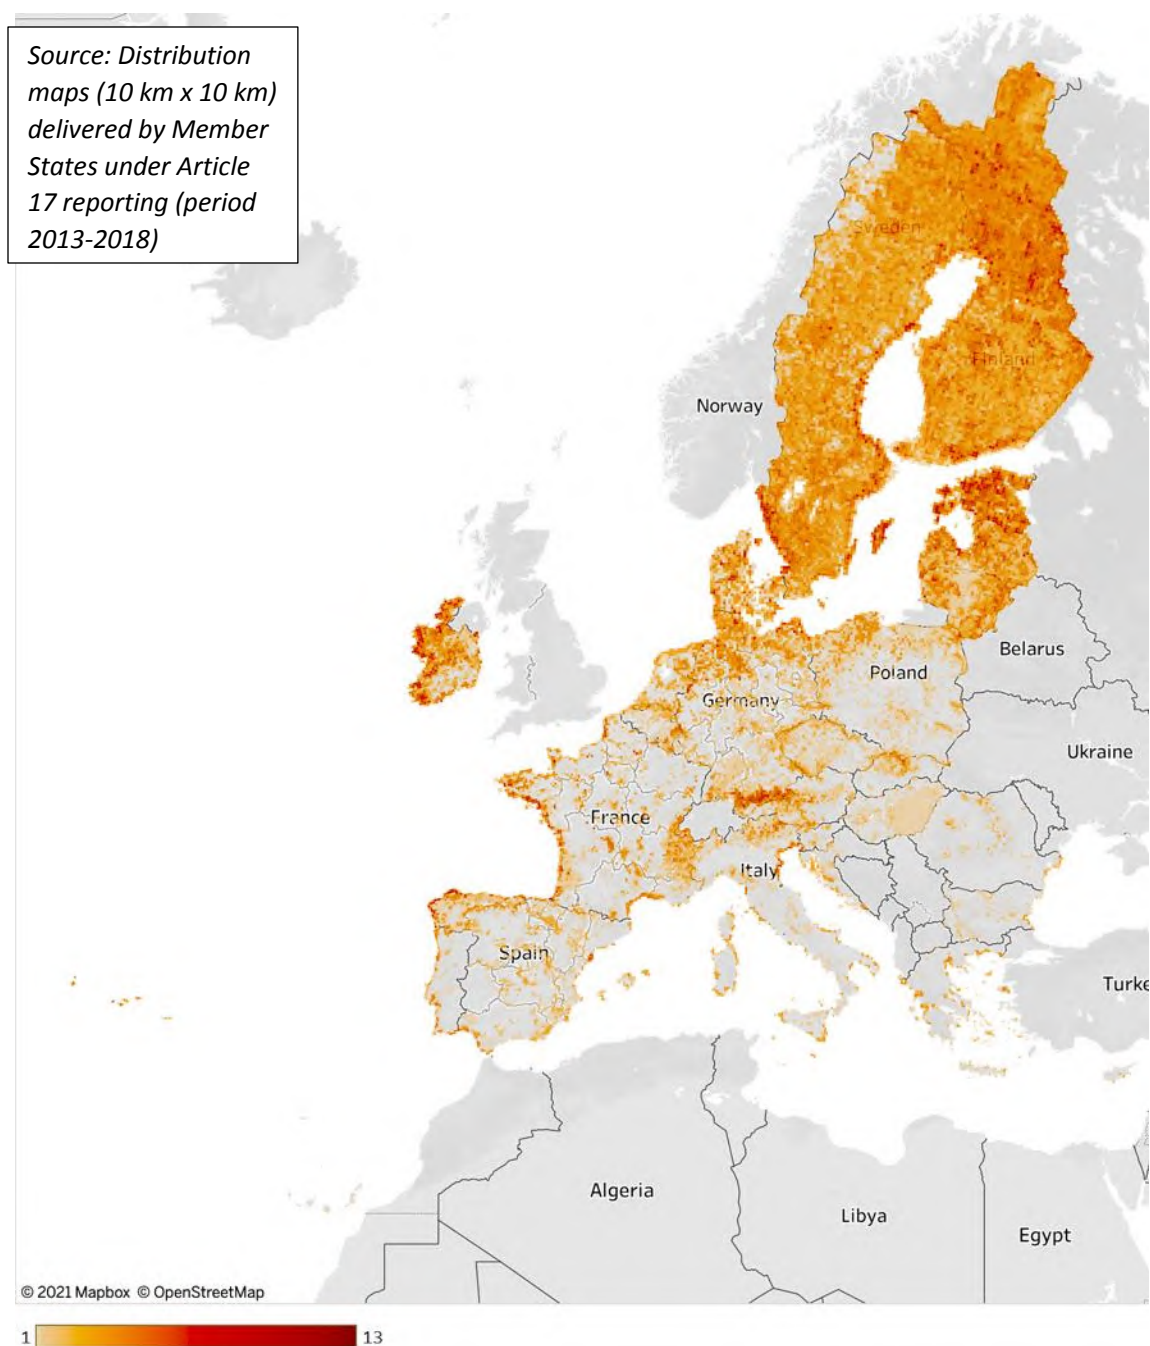 Source: Distribution
maps (10 km x 10 km)
delivered by Member
States under Article
17 reporting (period
2013-2018)
Sweden
Finland
Norway
Belarus
Poland
Germany
Ukraine
France
Italy
Spain
Turke
Algeria
Libya
Egypt
© 2021 Mapbox © OpenStreetMap
1 13